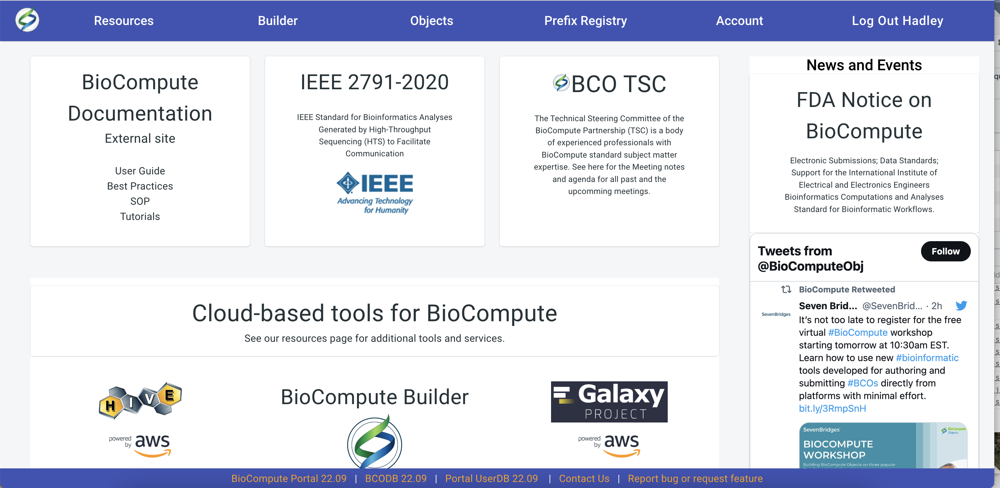 Resources Builder Objects Prefix Registry Account Log Out Hadley
BioCompute
Documentation
External site
User Guide
Best Practices
SOP
Tutorials
IEEE 2791-2020
IEEE Standard for Bioinformatics Analyses
Generated by High-Throughput
Sequencing (HTS) to Facilitate
Communication
IEEE
Advancing Technology
for Humanity
BCO TSC
The Technical Steering Committee of the
BioCompute Partnership (TSC) is a body
of experienced professionals with
BioCompute standard subject matter
expertise. See here for the Meeting notes
and agenda for all past and the
upcomming meetings.
News and Events
FDA Notice on
BioCompute
Electronic Submissions; Data Standards;
Support for the International Institute of
Electrical and Electronics Engineers
Bioinformatics Computations and Analyses
Standard for Bioinformatic Workflows.
Tweets from
@BioComputeObj
Follow
BioCompute Retweeted
Seven Brid... @SevenBrid... · 2h
SevenBridges
It's not too late to register for the free
virtual #BioCompute workshop
starting tomorrow at 10:30am EST.
Learn how to use new #bioinformatic
tools developed for authoring and
submitting #BCOs directly from
platforms with minimal effort.
bit.ly/3RmpSnH
SevenBridges
BioCompute
Objects
BIOCOMPUTE
WORKSHOP
Building BioCompute Objects on three popular
Cloud-based tools for BioCompute
See our resources page for additional tools and services.
HIVE
powered
by aws
BioCompute Builder
Galaxy
PROJECT
powered
by aws
BioCompute Portal 22.09 | BCODB 22.09 | Portal UserDB 22.09 | Contact Us | Report bug or request feature